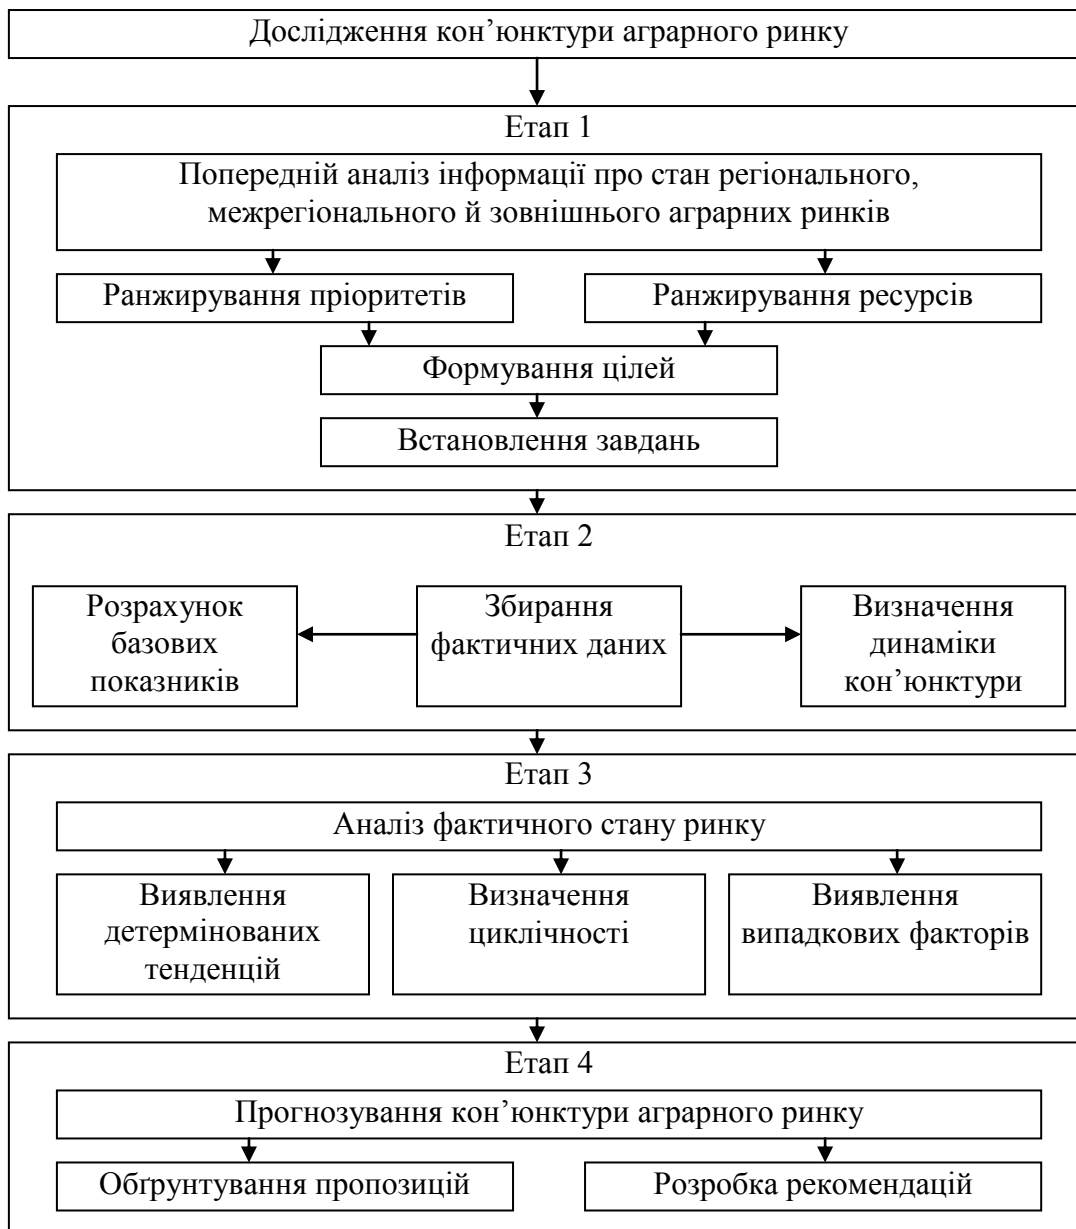 Дослідження кон’юнктури аграрного ринку
Етап 1
Попередній аналіз інформації про стан регіонального,
межрегіонального й зовнішнього аграрних ринків
Ранжирування пріоритетів
Ранжирування ресурсів
Формування цілей
Встановлення завдань
Етап 2
Розрахунок
базових
показників
Збирання
фактичних даних
Визначення
динаміки
кон’юнктури
Етап 3
Аналіз фактичного стану ринку
Виявлення
детермінованих
тенденцій
Визначення
циклічності
Виявлення
випадкових факторів
Етап 4
Прогнозування кон’юнктури аграрного ринку
Обґрунтування пропозицій
Розробка рекомендацій